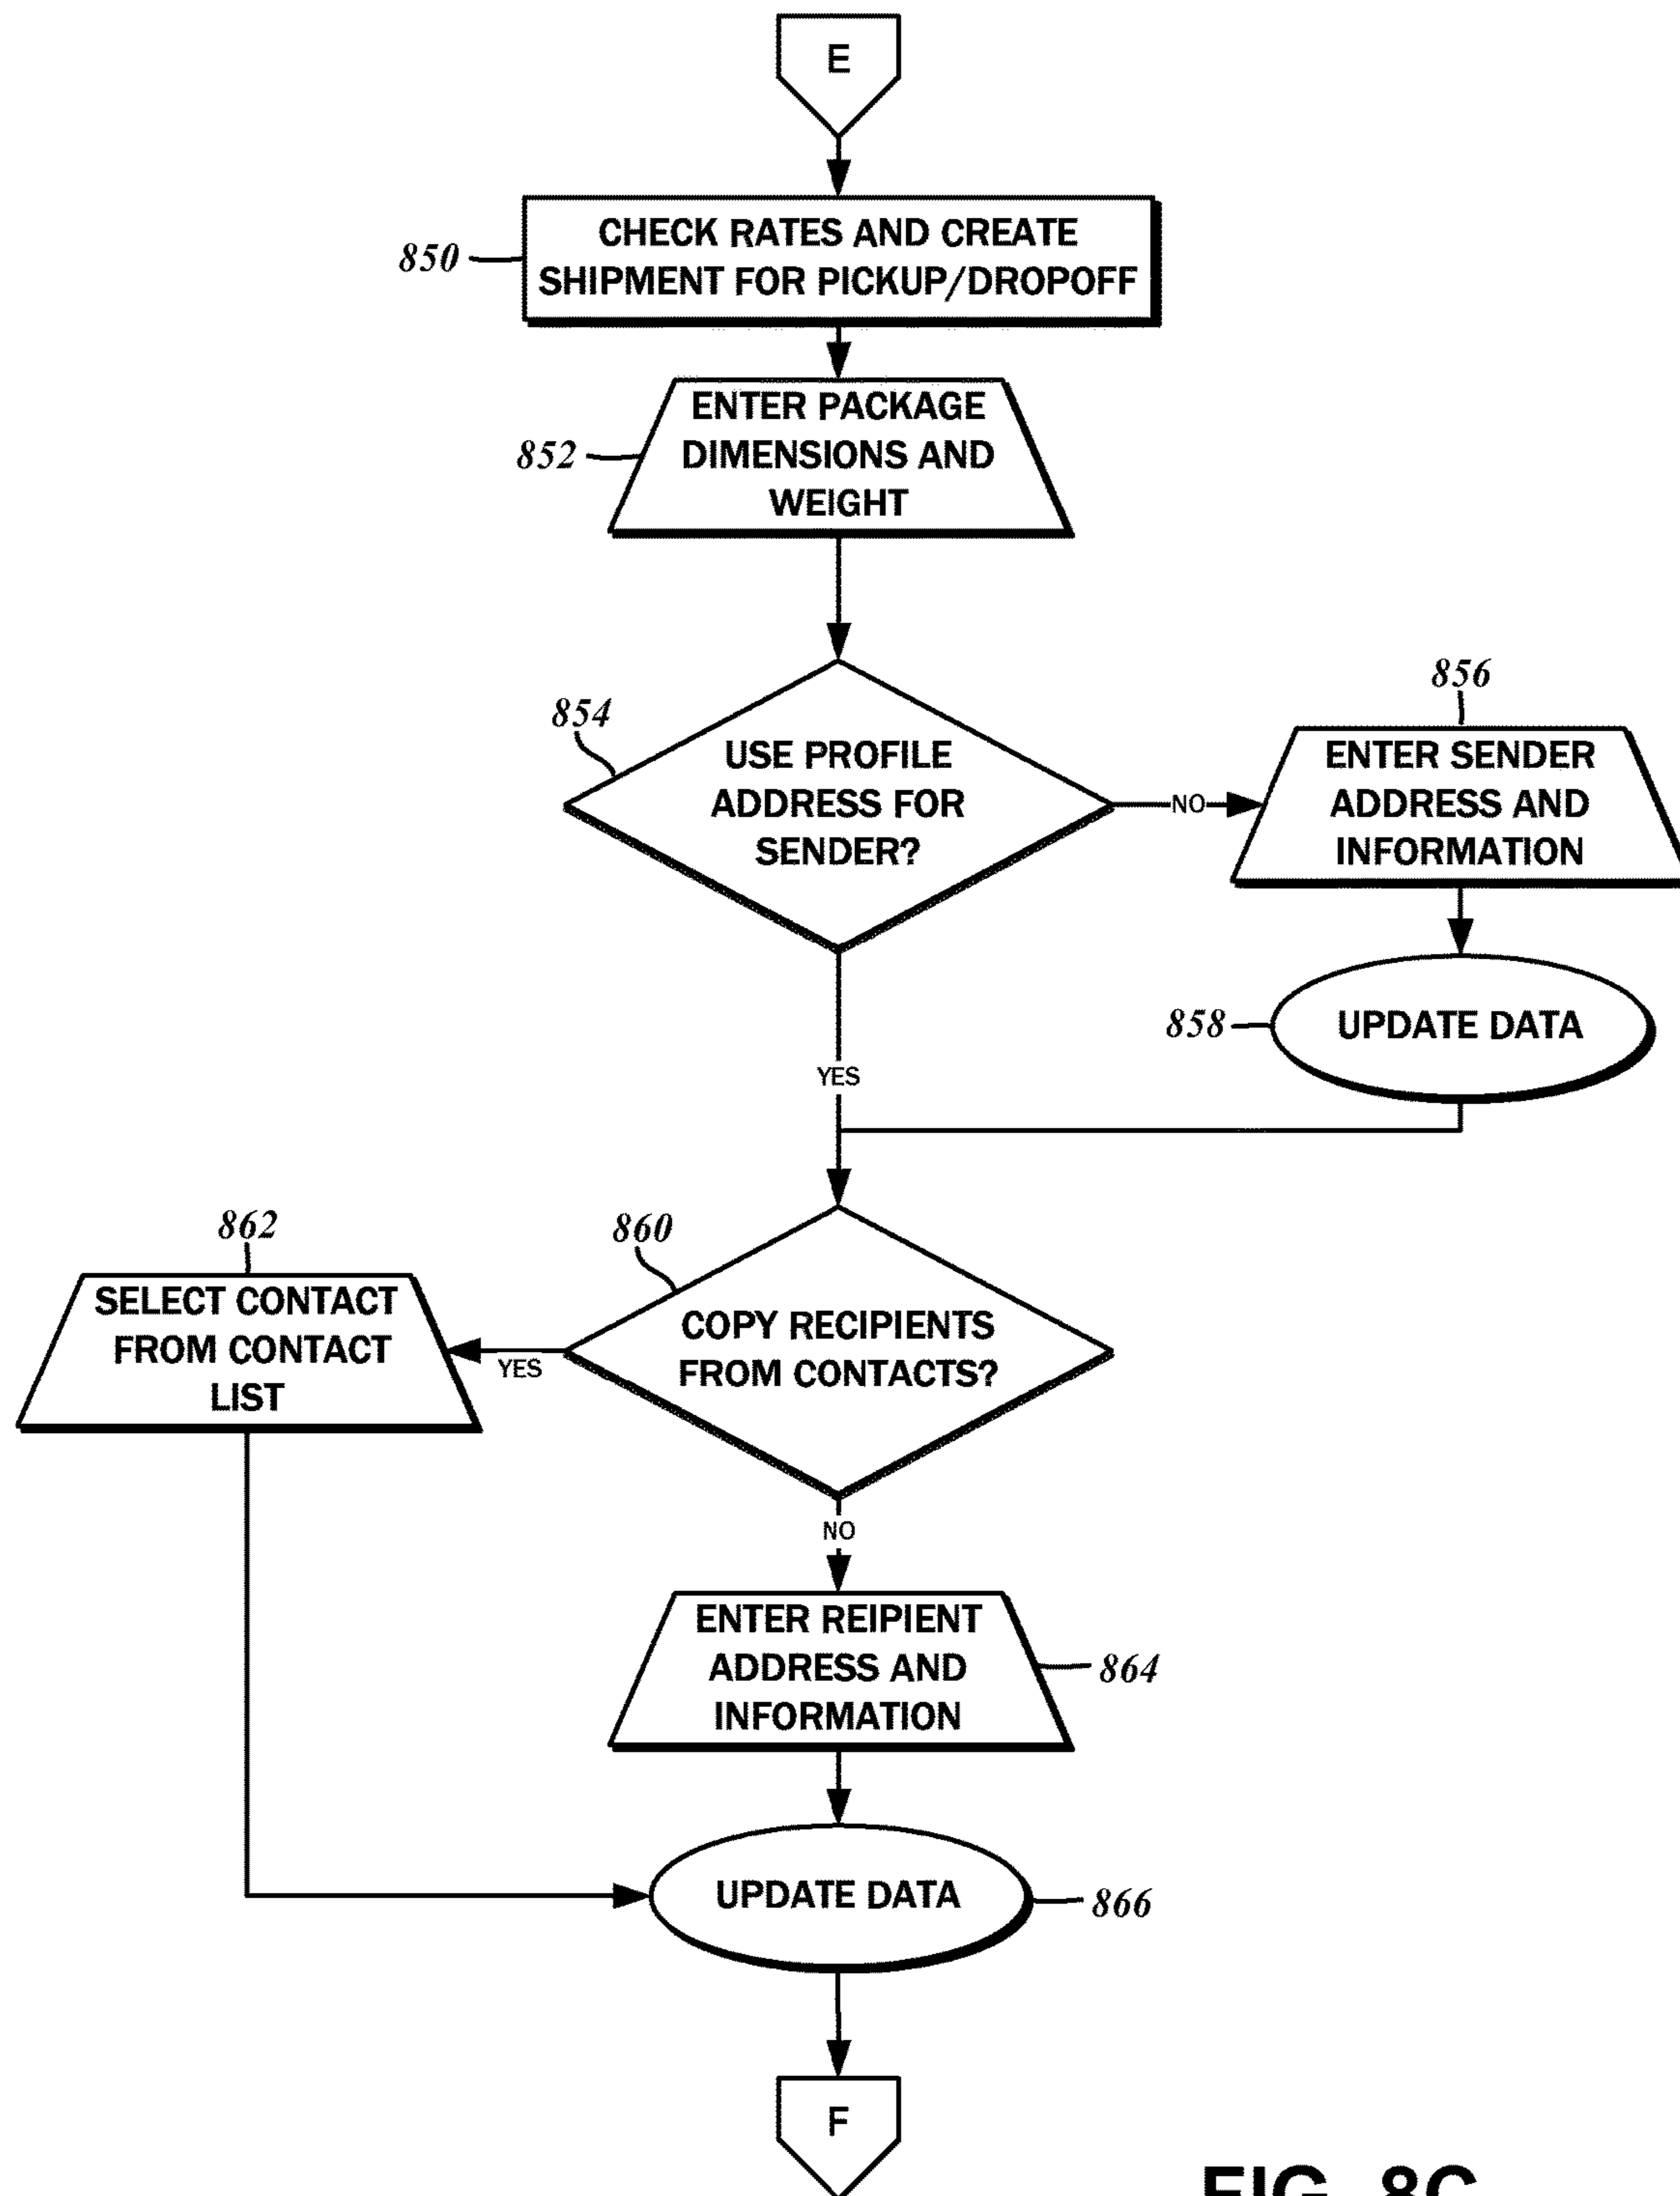 E
850
CHECK RATES AND CREATE
SHIPMENT FOR PICKUP/DROPOFF
852
ENTER PACKAGE
DIMENSIONS AND
WEIGHT
854
USE PROFILE
ADDRESS FOR
SENDER?
NO
856
ENTER SENDER
ADDRESS AND
INFORMATION
858
UPDATE DATA
YES
860
COPY RECIPIENTS
FROM CONTACTS?
YES
862
SELECT CONTACT
FROM CONTACT
LIST
NO
ENTER REIPIENT
ADDRESS AND
INFORMATION
864
UPDATE DATA
866
F
FIG. 8C